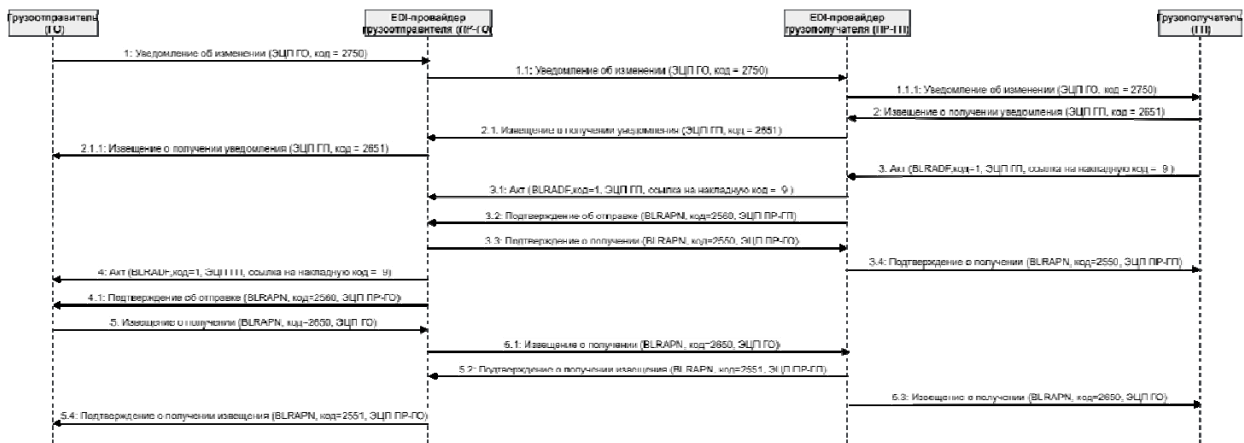 Грузоотправитель
(ГО)
EDI-провайдер
грузоотправителя (ПР-ГО)
EDI-провайдер
грузополучателя (ПР-ГП)
Грузополучатель
(ГП)
1: Уведомление об изменении (ЭЦП ГО, код = 2750)
1.1: Уведомление об изменении (ЭЦП ГО, код = 2750)
1.1.1: Уведомление об изменении (ЭЦП ГО, код = 2750)
2: Извещение о получении уведомления (ЭЦП ГП, код = 2651)
2.1: Извещение о получении уведомления (ЭЦП ГП, код = 2651)
2.1.1: Извещение о получении уведомления (ЭЦП ГП, код = 2651)
3: Акт (BLRADF,код=1, ЭЦП ГП, ссылка на накладную код = 9 )
3.1: Акт (BLRADF,код=1, ЭЦП ГП, ссылка на накладную код = 9 )
3.2: Подтверждение об отправке (BLRAPN, код=2560, ЭЦП ПР-ГП)
3.3: Подтверждение о получении (BLRAPN, код=2550, ЭЦП ПР-ГО)
3.4: Подтверждение о получении (BLRAPN, код=2550, ЭЦП ПР-ГП)
4: Акт (BLRADF,код=1, ЭЦП ГП, ссылка на накладную код = 9)
4.1: Подтверждение об отправке (BLRAPN, код=2560, ЭЦП ПР-ГО)
5: Извещение о получении (BLRAPN, код=2650, ЭЦП ГО)
5.1: Извещение о получении (BLRAPN, код=2650, ЭЦП ГО)
5.2: Подтверждение о получении извещения (BLRAPN, код=2551, ЭЦП ПР-ГП)
5.3: Извещение о получении (BLRAPN, код=2650, ЭЦП ГО)
5.4: Подтверждение о получении извещения (BLRAPN, код=2551, ЭЦП ПР-ГО)